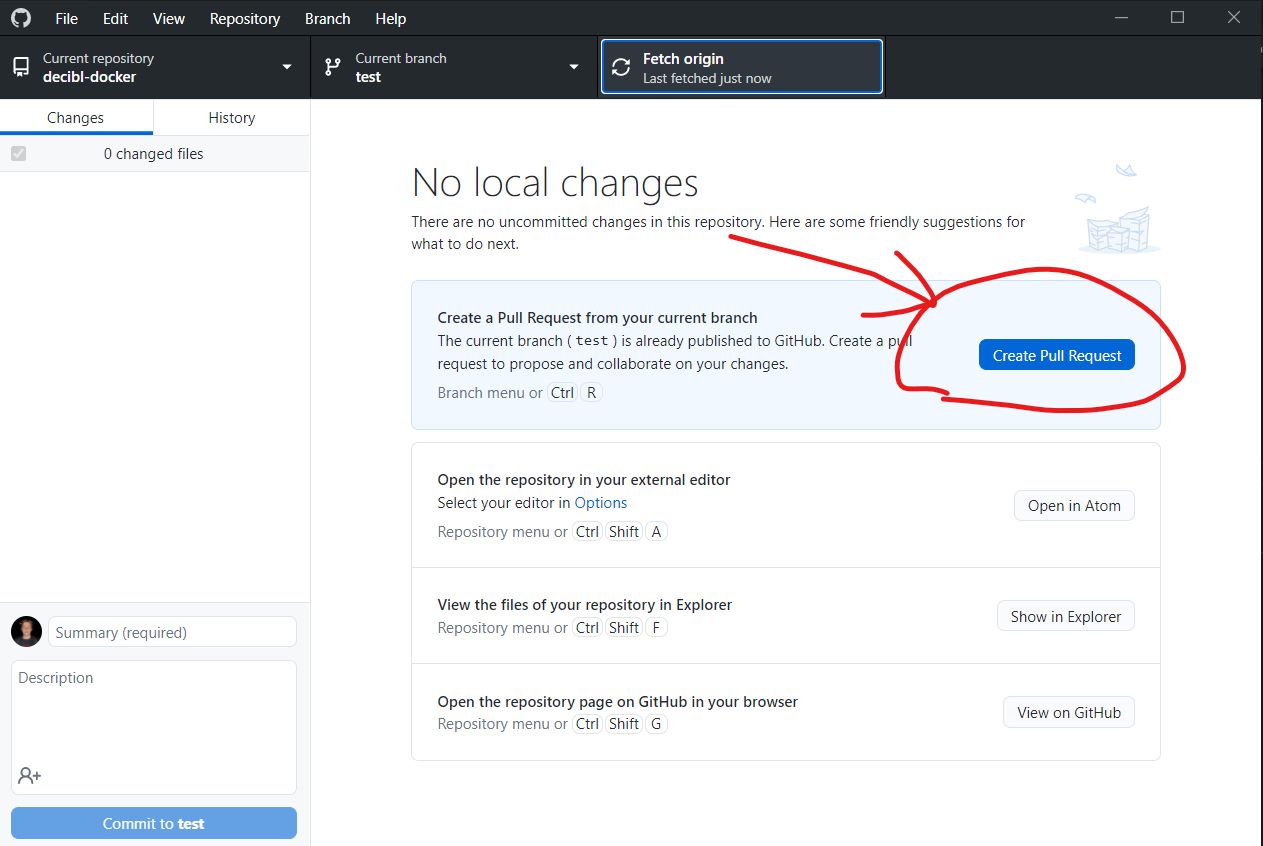 File Edit View Repository Branch Help
Current repository
decibl-docker
Current branch
test
Fetch origin
Last fetched just now
Changes History
0 changed files
No local changes
There are no uncommitted changes in this repository. Here are some friendly suggestions for
what to do next.
Create a Pull Request from your current branch
The current branch ( test ) is already published to GitHub. Create a pull
request to propose and collaborate on your changes.
Branch menu or Ctrl R
Create Pull Request
Open the repository in your external editor
Select your editor in Options
Repository menu or Ctrl Shift A
Open in Atom
View the files of your repository in Explorer
Repository menu or Ctrl Shift F
Show in Explorer
Open the repository page on GitHub in your browser
Repository menu or Ctrl Shift G
View on GitHub
Summary (required)
Description
Commit to test